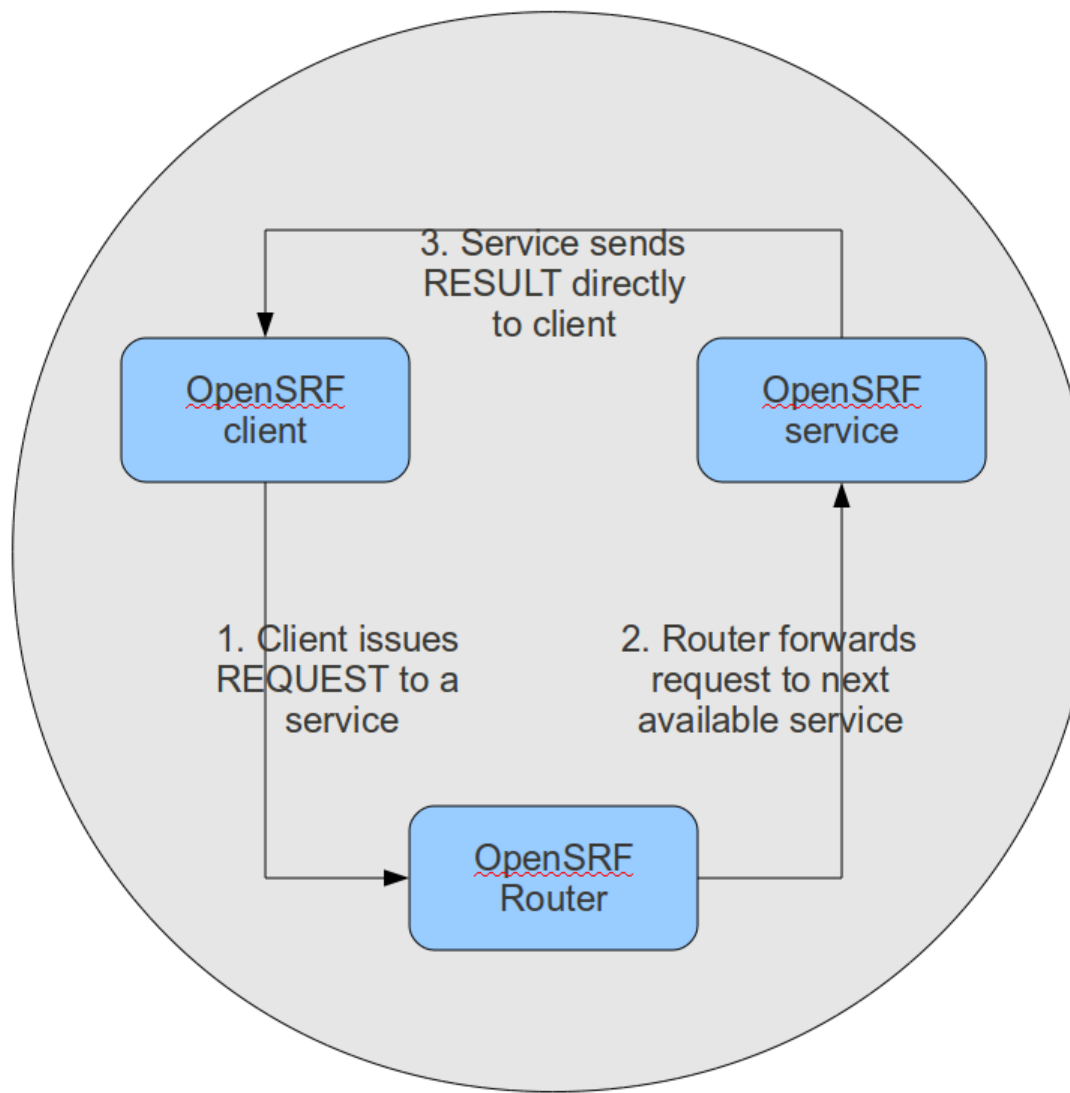 3. Service sends
RESULT directly
to client
OpenSRF
client
OpenSRF
service
1. Client issues
REQUEST to a
service
2. Router forwards
request to next
available service
OpenSRF
Router